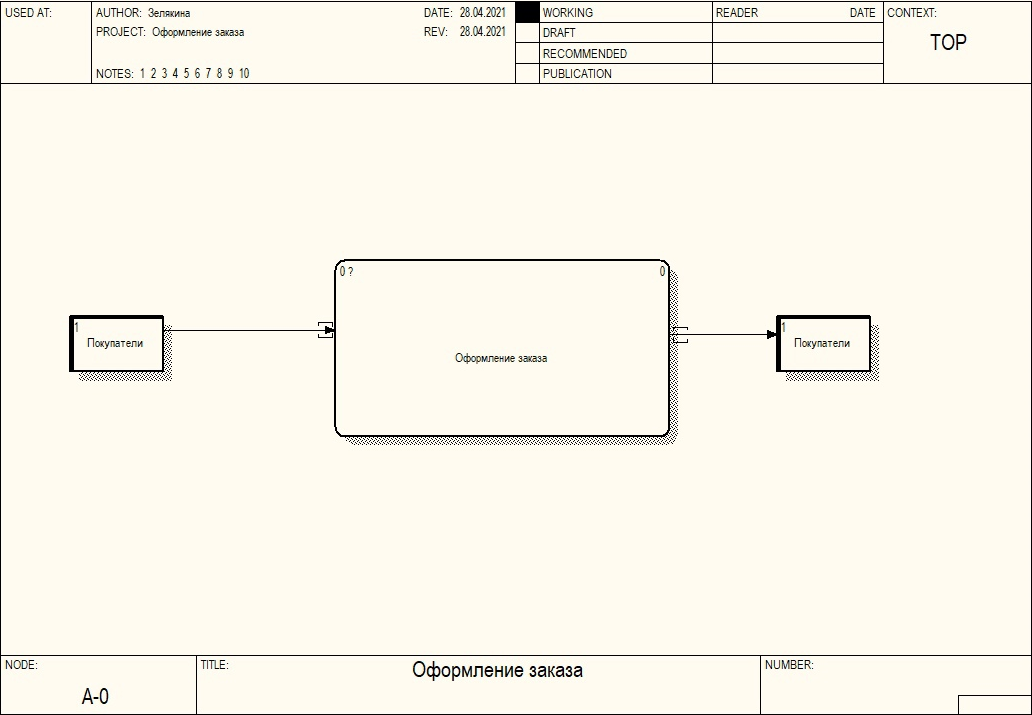 USED AT:
AUTHOR: Зелякина
DATE: 28.04.2021
WORKING
READER
DATE
CONTEXT:
PROJECT: Оформление заказа
REV: 28.04.2021
DRAFT
TOP
RECOMMENDED
NOTES: 1 2 3 4 5 6 7 8 9 10
PUBLICATION
0 ?
0
1
Покупатели
Оформление заказа
1
Покупатели
NODE:
A-0
TITLE:
Оформление заказа
NUMBER: